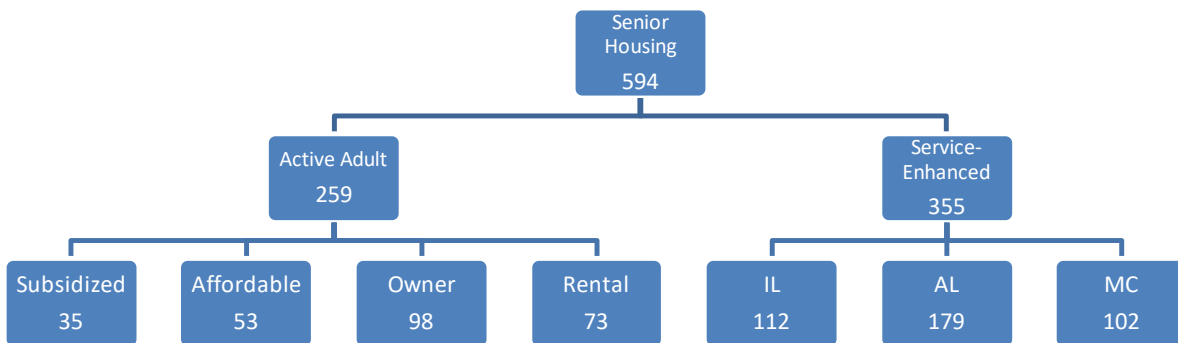 Senior
Housing
594
Active Adult
259
Service-
Enhanced
355
Subsidized
35
Affordable
53
Owner
98
Rental
73
IL
112
AL
179
MC
102